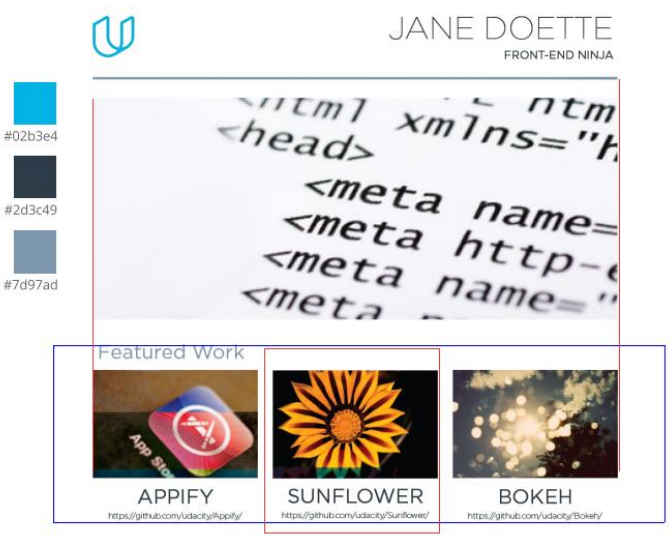 JANE DOETTE
FRONT-END NINJA
#02b3e4
#2d3c49
#7d97ad
<html xmlns="h
<head>
<meta name=
<meta http-e
<meta name="
<meta
Featured Work
App Sto
APPIFY
https://github.com/udacity/Appify/
SUNFLOWER
https://github.com/udacity/Sunflower/
BOKEH
https://github.com/udacity/Bokeh/